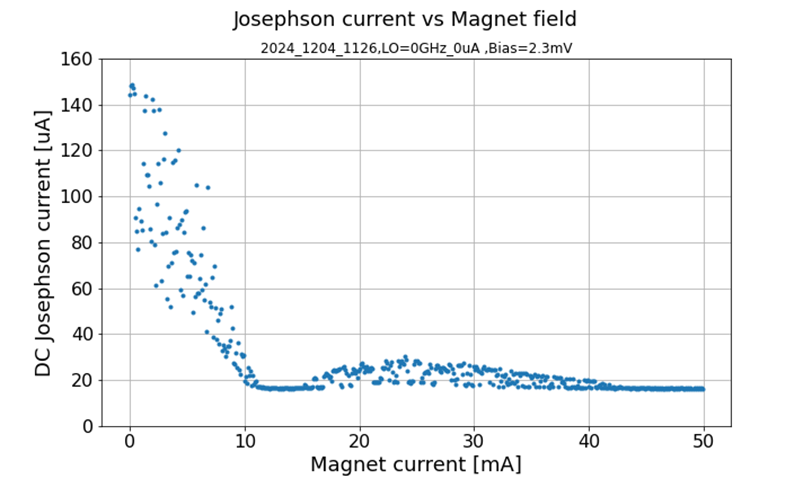 Josephson current vs Magnet field
2024_1204_1126,LO=0GHz_0uA ,Bias=2.3mV
160
140
120
100
80
60
40
20
0
DC Josephson current [uA]
0 10 20 30 40 50
Magnet current [mA]